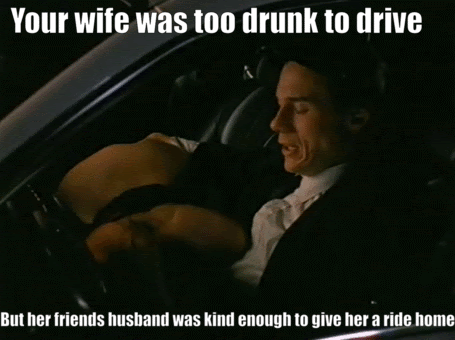 Your wife was too drunk to drive
But her friends husband was kind enough to give her a ride home